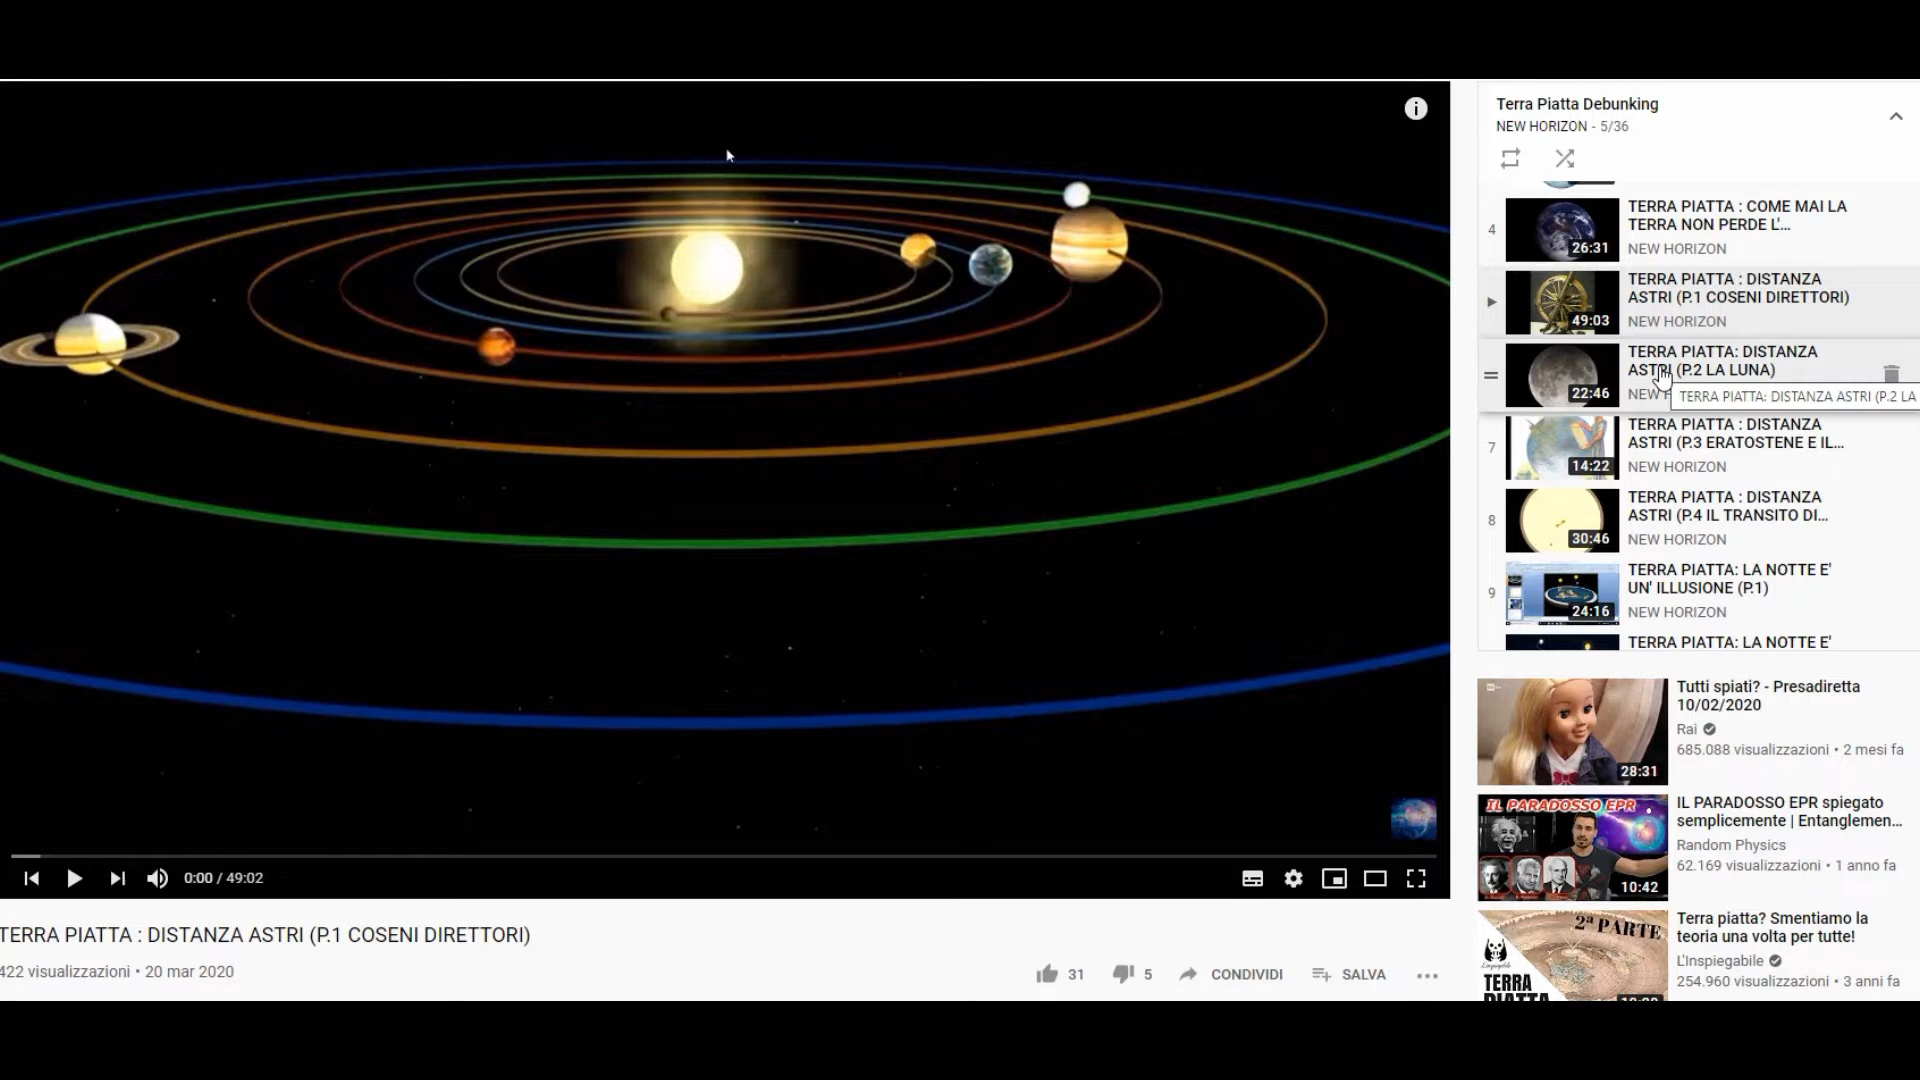 Terra Piatta Debunking
NEW HORIZON - 5/36
4
26:31
TERRA PIATTA : COME MAI LA
TERRA NON PERDE L'...
NEW HORIZON
49:03
TERRA PIATTA : DISTANZA
ASTRI (P.1 COSENI DIRETTORI)
NEW HORIZON
22:46
TERRA PIATTA: DISTANZA
ASTRI (P.2 LA LUNA)
NEW
TERRA PIATTA: DISTANZA ASTRI (P.2 LA
7
14:22
TERRA PIATTA : DISTANZA
ASTRI (P.3 ERATOSTENE E IL...
NEW HORIZON
8
30:46
TERRA PIATTA : DISTANZA
ASTRI (P.4 IL TRANSITO DI...
NEW HORIZON
9
24:16
TERRA PIATTA: LA NOTTE E'
UN' ILLUSIONE (P.1)
NEW HORIZON
TERRA PIATTA: LA NOTTE E'
28:31
Tutti spiati? - Presadiretta
10/02/2020
Rai
685.088 visualizzazioni • 2 mesi fa
IL PARADOSSO EPR
10:42
IL PARADOSSO EPR spiegato
semplicemente | Entanglemen...
Random Physics
62.169 visualizzazioni • 1 anno fa
2ª PARTE
L'inspiegabile
TERRA
PIATTA
Terra piatta? Smentiamo la
teoria una volta per tutte!
L'Inspiegabile
254.960 visualizzazioni • 3 anni fa
0:00 / 49:02
TERRA PIATTA : DISTANZA ASTRI (P.1 COSENI DIRETTORI)
422 visualizzazioni • 20 mar 2020
31
5
CONDIVIDI
SALVA